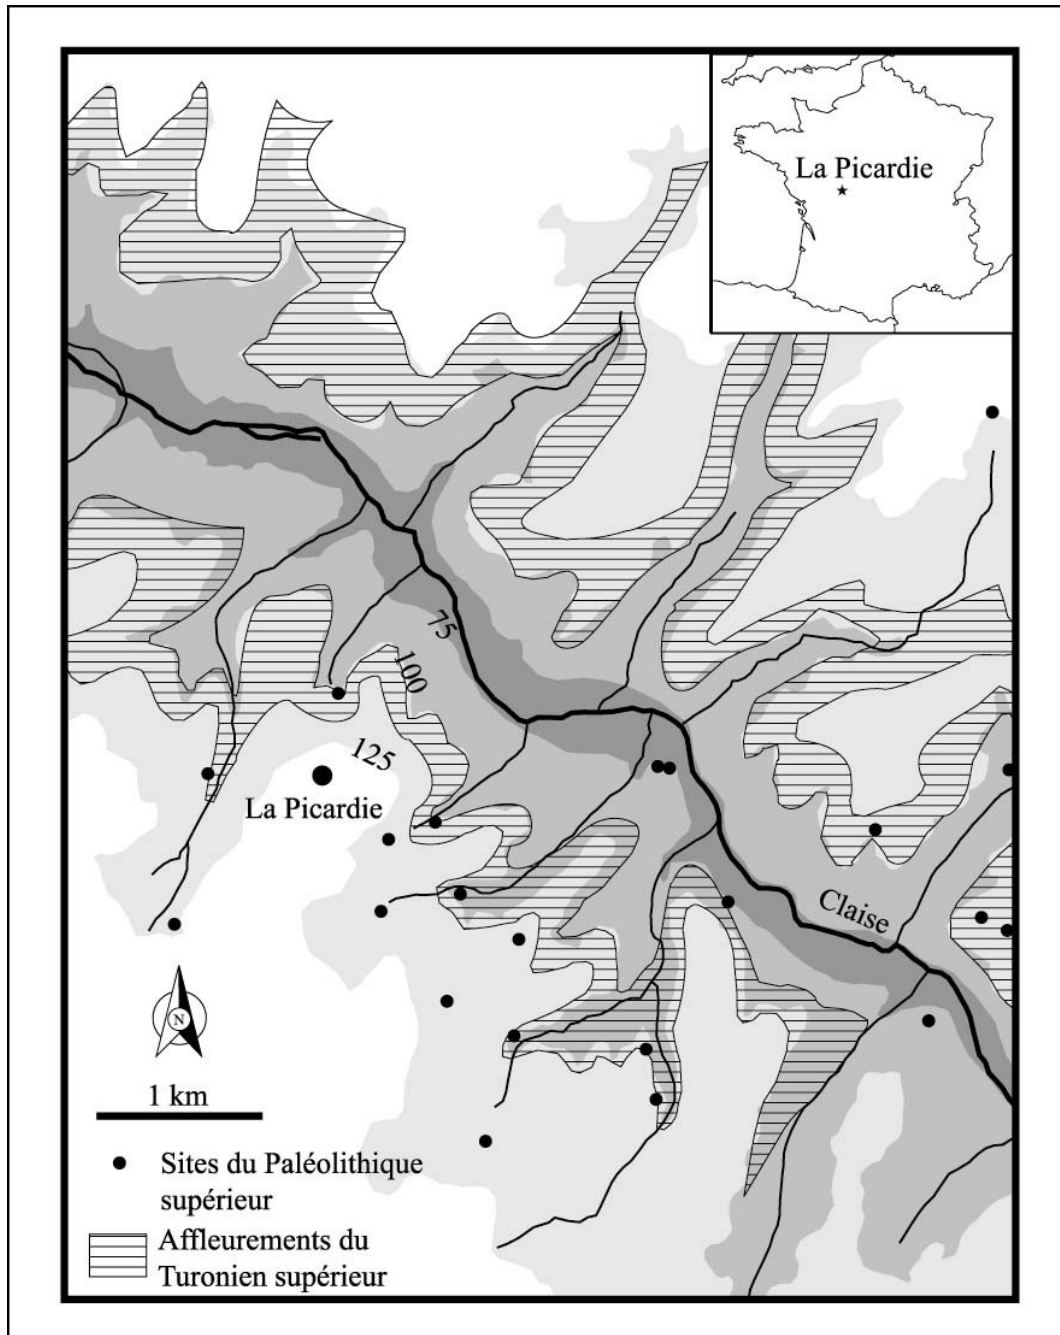 La Picardie
75
100
125
La Picardie
Claise
N
1 km
Sites du Paléolithique
supérieur
Affleurements du
Turonien supérieur